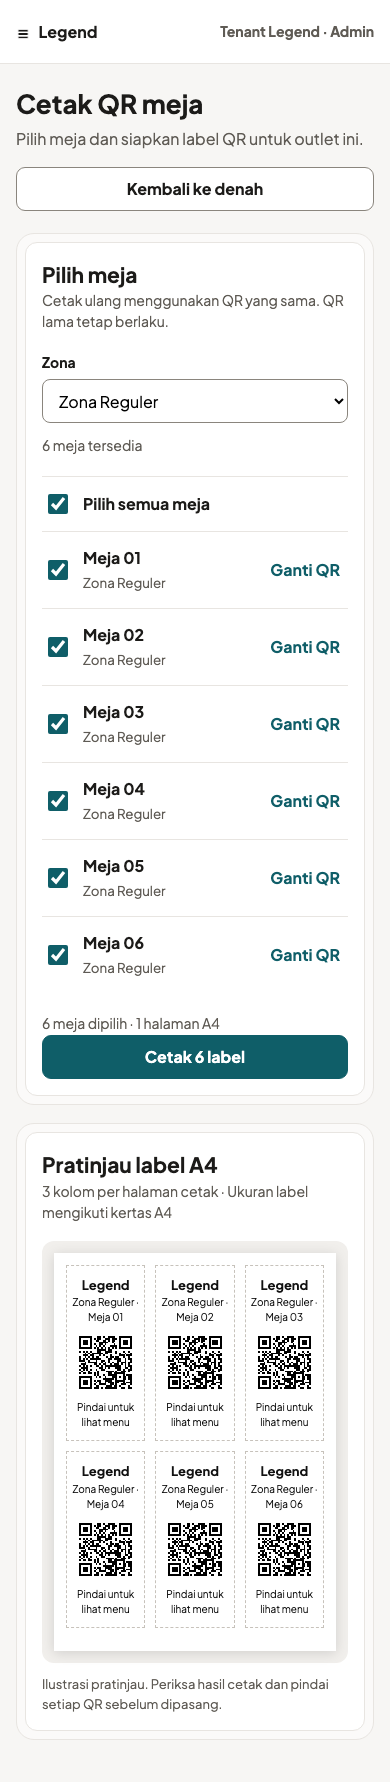 ≡ Legend
Tenant Legend · Admin
Cetak QR meja
Pilih meja dan siapkan label QR untuk outlet ini.
Kembali ke denah
Pilih meja
Cetak ulang menggunakan QR yang sama. QR
lama tetap berlaku.
Zona
Zona Reguler
6 meja tersedia
Pilih semua meja
Meja 01
Zona Reguler
Ganti QR
Meja 02
Zona Reguler
Ganti QR
Meja 03
Zona Reguler
Ganti QR
Meja 04
Zona Reguler
Ganti QR
Meja 05
Zona Reguler
Ganti QR
Meja 06
Zona Reguler
Ganti QR
6 meja dipilih · 1 halaman A4
Cetak 6 label
Pratinjau label A4
3 kolom per halaman cetak · Ukuran label
mengikuti kertas A4
Legend
Zona Reguler ·
Meja 01
Pindai untuk
lihat menu
Legend
Zona Reguler ·
Meja 02
Pindai untuk
lihat menu
Legend
Zona Reguler ·
Meja 03
Pindai untuk
lihat menu
Legend
Zona Reguler ·
Meja 04
Pindai untuk
lihat menu
Legend
Zona Reguler ·
Meja 05
Pindai untuk
lihat menu
Legend
Zona Reguler ·
Meja 06
Pindai untuk
lihat menu
Ilustrasi pratinjau. Periksa hasil cetak dan pindai
setiap QR sebelum dipasang.